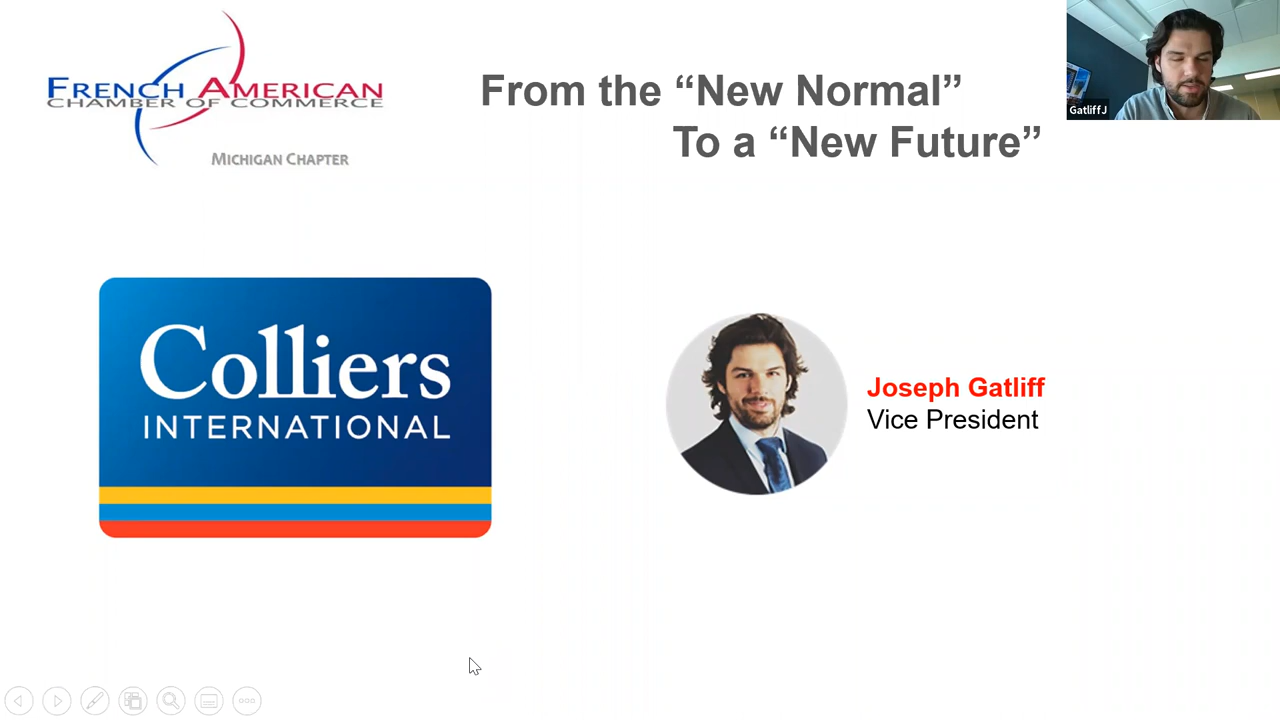 FRENCH AMERICAN
CHAMBER OF COMMERCE
MICHIGAN CHAPTER
From the “New Normal”
To a “New Future”
GatliffJ
Colliers
INTERNATIONAL
Joseph Gatliff
Vice President